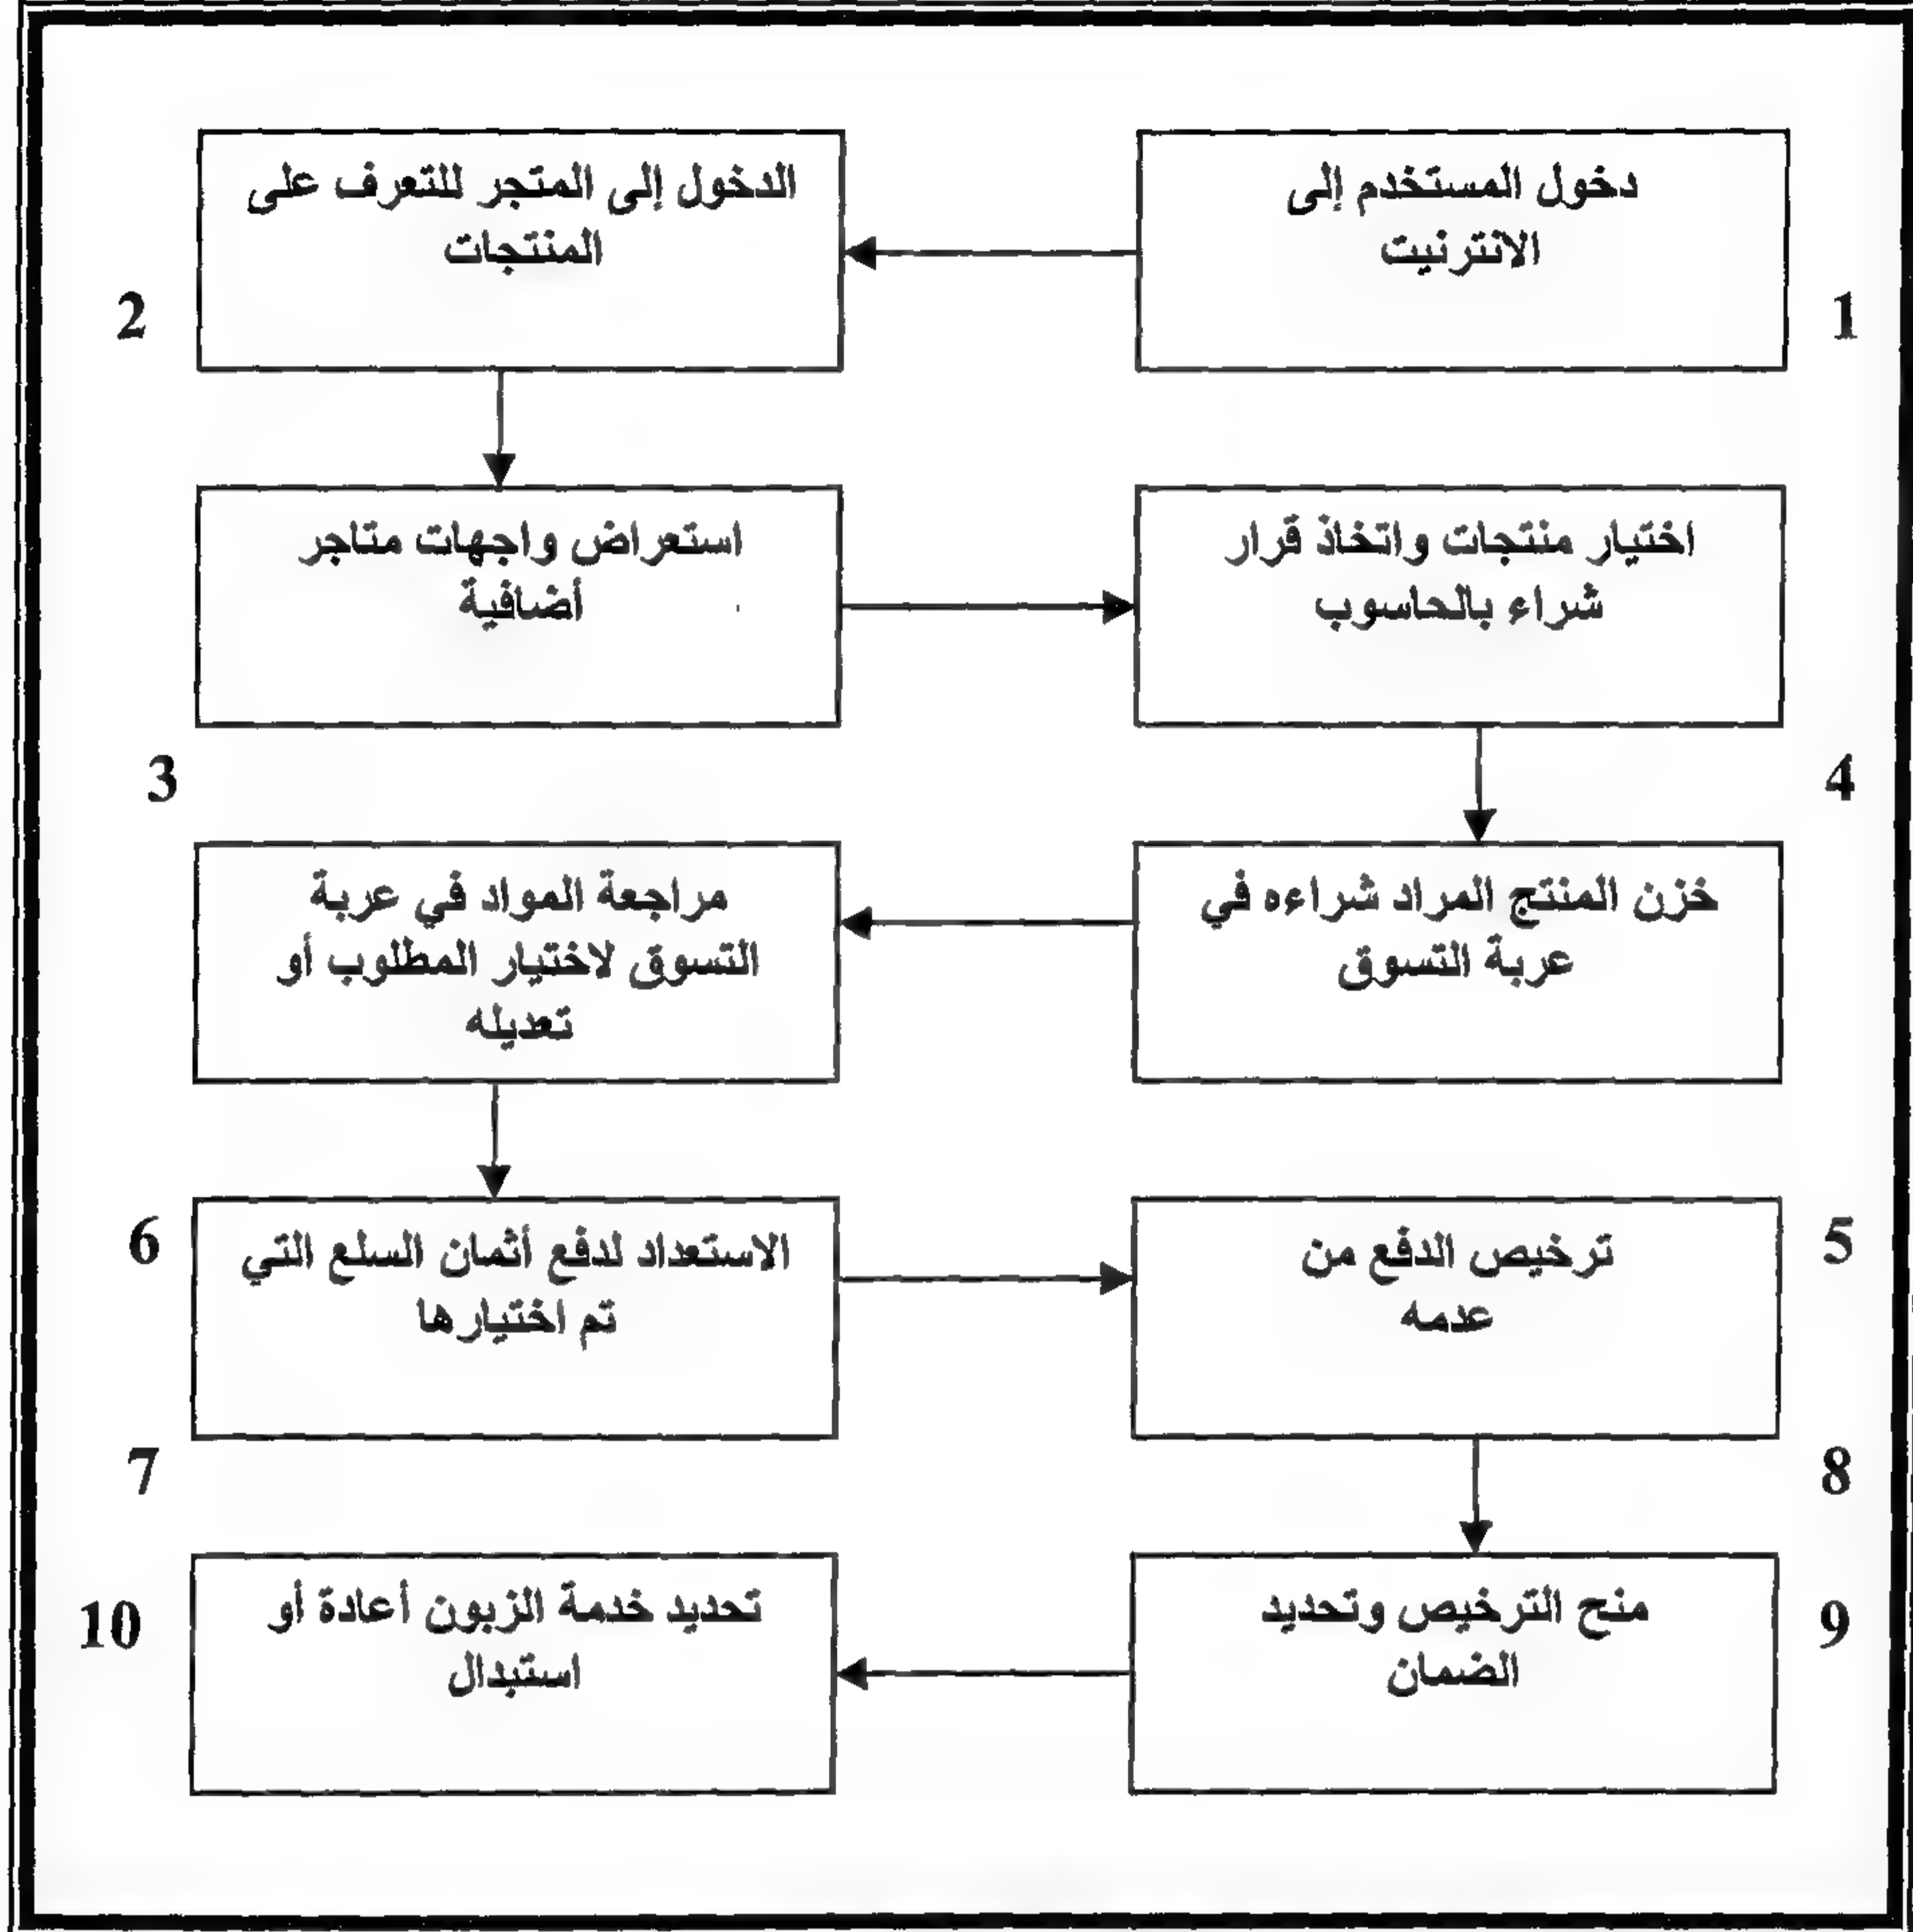 دخول المستخدم إلى
الانترنيت
1
الدخول إلى المتجر للتعرف على
المنتجات
2
استعراض واجهات متاجر
أضافية
3
اختيار منتجات واتخاذ قرار
شراء بالحاسوب
4
خزن المنتج المراد شراءه في
عربة التسوق
5
مراجعة المواد في عربة
التسوق لاختيار المطلوب أو
تعديله
6
الاستعداد لدفع أثمان السلع التي
تم اختيارها
7
ترخيص الدفع من
عدمه
8
منح الترخيص وتحديد
الضمان
9
تحديد خدمة الزبون أعادة أو
استبدال
10